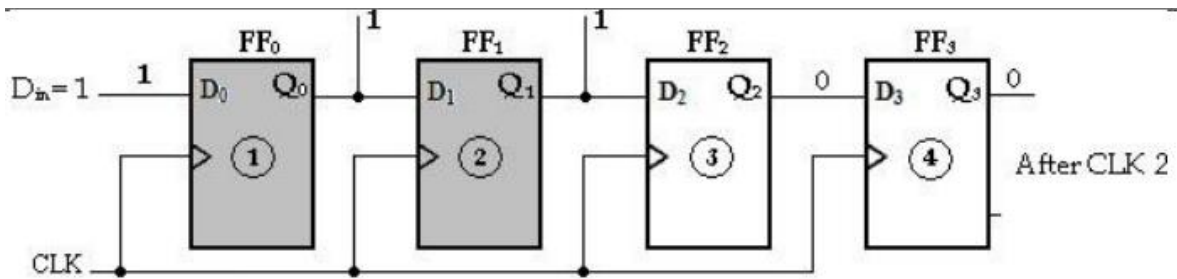 1 1
FF₀ FF₁ FF₂ FF₃
Dᵢₙ= 1 1 D₀ Q₀ D₁ Q₁ D₂ Q₂ 0 D₃ Q₃ 0
① ② ③ ④ After CLK 2
CLK